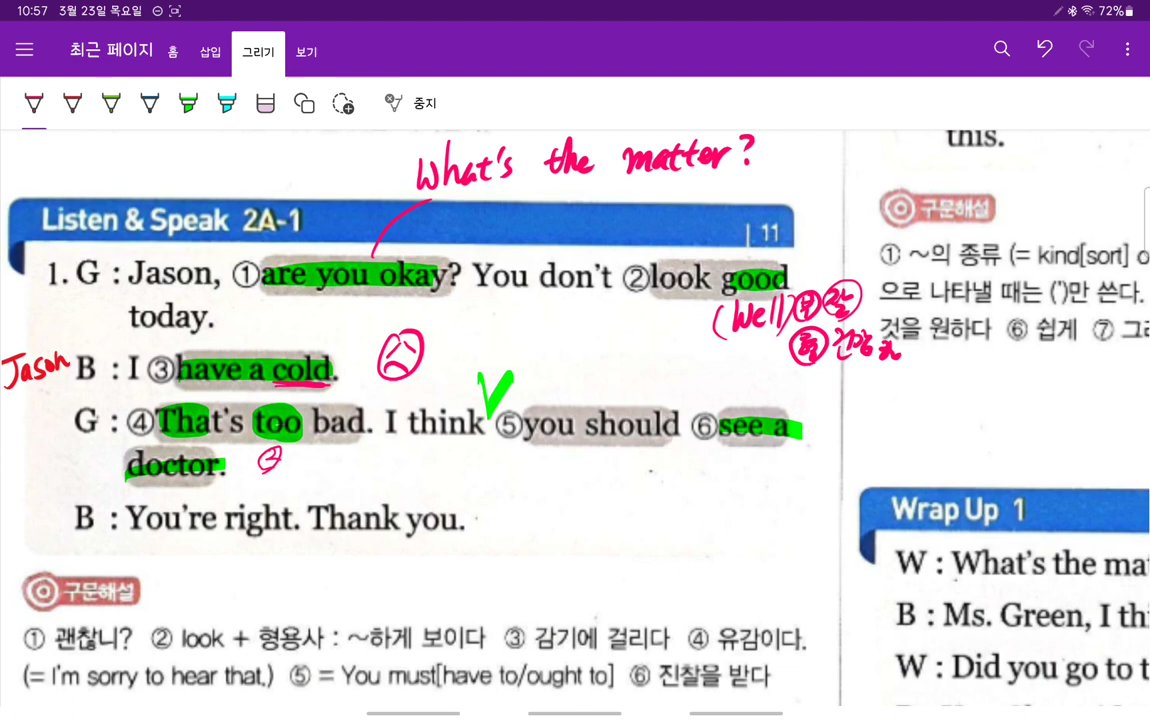 10:57 3월 23일 목요일 72%
최근 페이지 홈 삽입 그리기 보기
중지
What's the matter?
this.
Listen & Speak 2A-1
L 11
1. G : Jason, ①are you okay? You don't ②look good
today.
(Well) 부 잘
형 건강한
Jason
B : I ③have a cold.
G : ④That's too bad. I think ⑤you should ⑥see a
doctor.
B : You're right. Thank you.
구문해설
① 괜찮니? ② look + 형용사 : ~하게 보이다 ③ 감기에 걸리다 ④ 유감이다.
(= I'm sorry to hear that.) ⑤ = You must[have to/ought to] ⑥ 진찰을 받다
구문해설
① ~의 종류 (= kind[sort] o
으로 나타낼 때는 (')만 쓴다.
것을 원하다 ⑥ 쉽게 ⑦ 그
Wrap Up 1
W : What's the ma
B : Ms. Green, I thi
W : Did you go to t